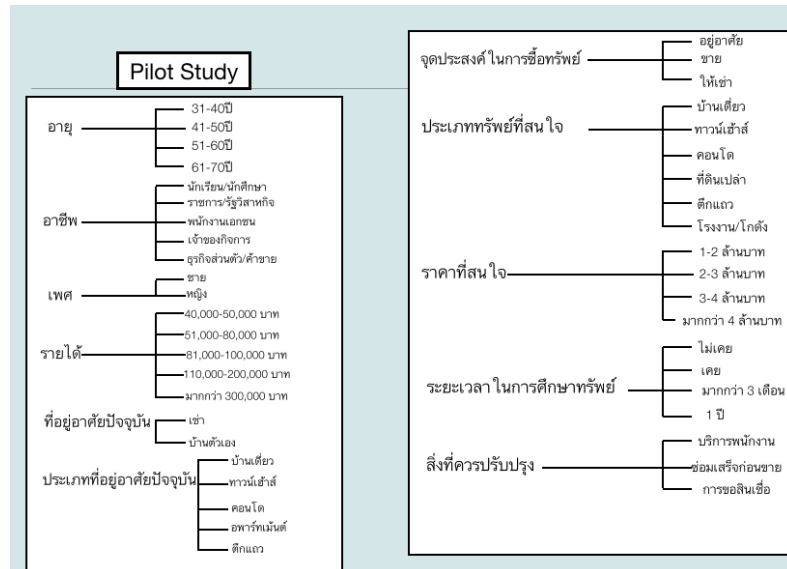 Pilot Study
อายุ
31-40ปี
41-50ปี
51-60ปี
61-70ปี
อาชีพ
นักเรียน/นักศึกษา
ราชการ/รัฐวิสาหกิจ
พนักงานเอกชน
เจ้าของกิจการ
ธุรกิจส่วนตัว/ค้าขาย
เพศ
ชาย
หญิง
รายได้
40,000-50,000 บาท
51,000-80,000 บาท
81,000-100,000 บาท
110,000-200,000 บาท
มากกว่า 300,000 บาท
ที่อยู่อาศัยปัจจุบัน
เช่า
บ้านตัวเอง
ประเภทที่อยู่อาศัยปัจจุบัน
บ้านเดี่ยว
ทาวน์เฮ้าส์
คอนโด
อพาร์ทเม้นต์
ตึกแถว
จุดประสงค์ในการซื้อทรัพย์
อยู่อาศัย
ขาย
ให้เช่า
ประเภททรัพย์ที่สนใจ
บ้านเดี่ยว
ทาวน์เฮ้าส์
คอนโด
ที่ดินเปล่า
ตึกแถว
โรงงาน/โกดัง
ราคาที่สนใจ
1-2 ล้านบาท
2-3 ล้านบาท
3-4 ล้านบาท
มากกว่า 4 ล้านบาท
ระยะเวลาในการศึกษาทรัพย์
ไม่เคย
เคย
มากกว่า 3 เดือน
1 ปี
สิ่งที่ควรปรับปรุง
บริการพนักงาน
ซ่อมเสร็จก่อนขาย
การขอสินเชื่อ